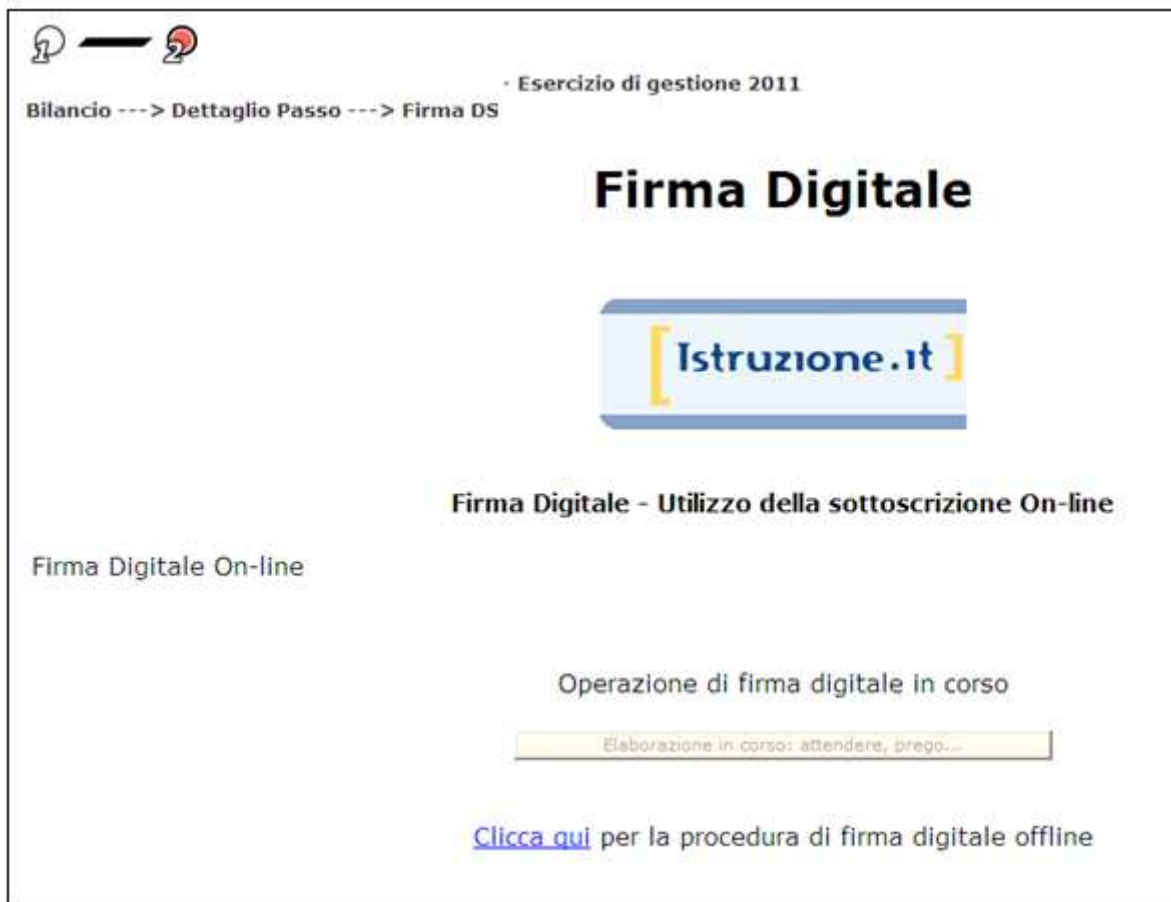 1 2
- Esercizio di gestione 2011
Bilancio ---> Dettaglio Passo ---> Firma DS
Firma Digitale
[Istruzione.it]
Firma Digitale - Utilizzo della sottoscrizione On-line
Firma Digitale On-line
Operazione di firma digitale in corso
Elaborazione in corso: attendere, prego...
Clicca qui per la procedura di firma digitale offline